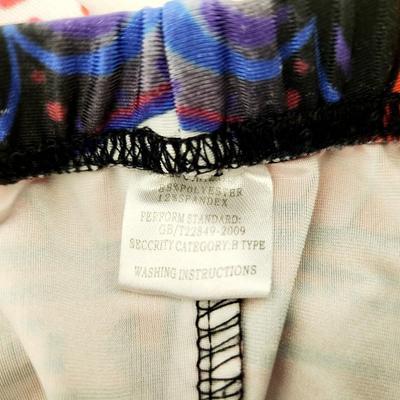 88%POLYESTER
12%SPANDEX
PERFORM STANDARD:
GB/T22849-2009
SECCRITY CATEGORY: B TYPE
WASHING INSTRUCTIONS